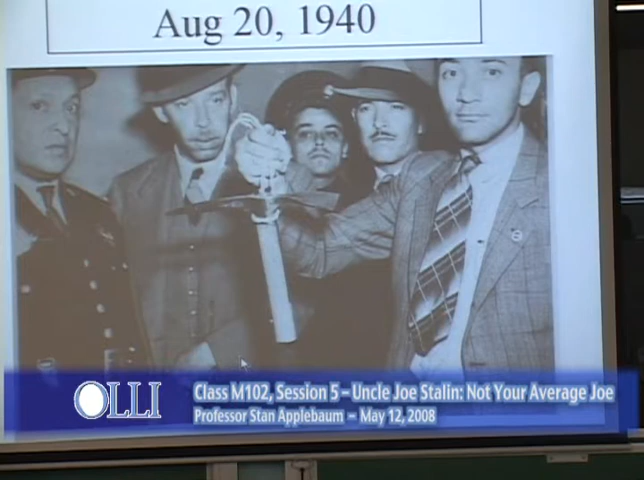 Aug 20, 1940
OLLI
Class M102, Session 5 – Uncle Joe Stalin: Not Your Average Joe
Professor Stan Applebaum – May 12, 2008